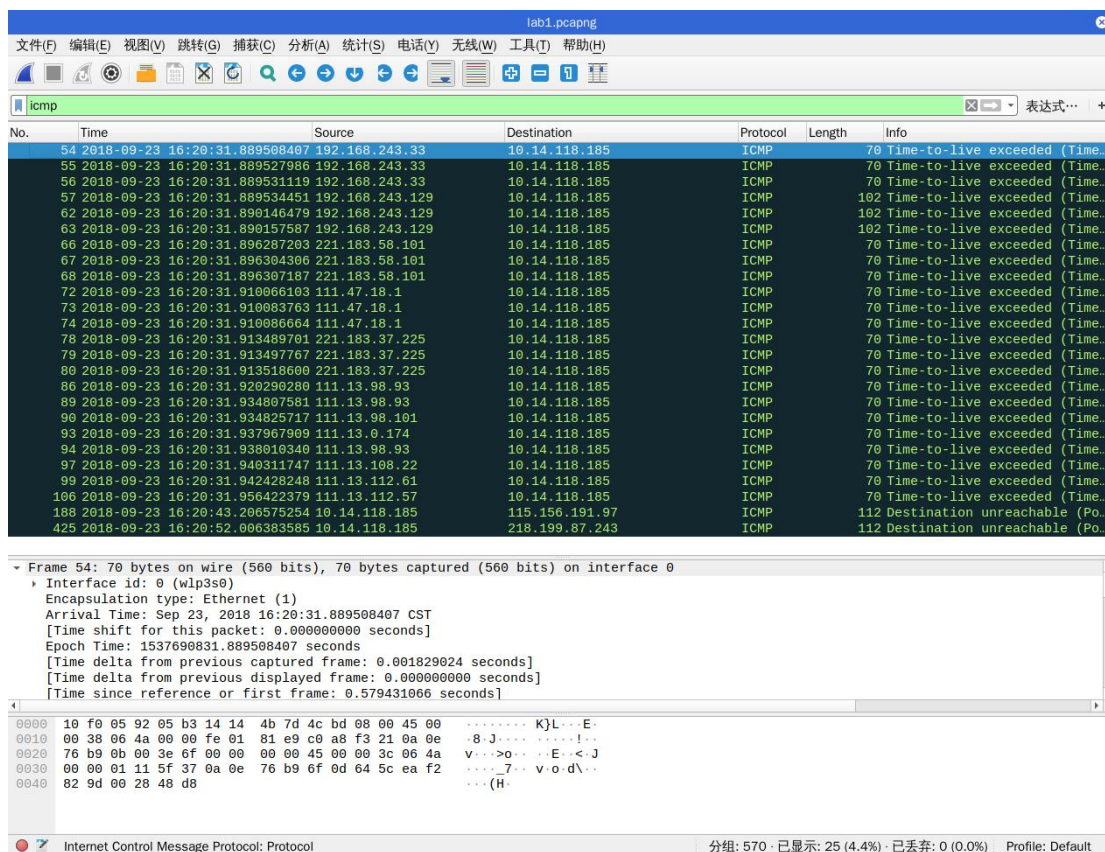 lab1.pcapng
文件(F) 编辑(E) 视图(V) 跳转(G) 捕获(C) 分析(A) 统计(S) 电话(Y) 无线(W) 工具(T) 帮助(H)
icmp 表达式… +
No. Time Source Destination Protocol Length Info
54 2018-09-23 16:20:31.889508407 192.168.243.33 10.14.118.185 ICMP 70 Time-to-live exceeded (Time…
55 2018-09-23 16:20:31.889527986 192.168.243.33 10.14.118.185 ICMP 70 Time-to-live exceeded (Time…
56 2018-09-23 16:20:31.889531119 192.168.243.33 10.14.118.185 ICMP 70 Time-to-live exceeded (Time…
57 2018-09-23 16:20:31.889534451 192.168.243.129 10.14.118.185 ICMP 102 Time-to-live exceeded (Time…
62 2018-09-23 16:20:31.890146479 192.168.243.129 10.14.118.185 ICMP 102 Time-to-live exceeded (Time…
63 2018-09-23 16:20:31.890157587 192.168.243.129 10.14.118.185 ICMP 102 Time-to-live exceeded (Time…
66 2018-09-23 16:20:31.896287203 221.183.58.101 10.14.118.185 ICMP 70 Time-to-live exceeded (Time…
67 2018-09-23 16:20:31.896304306 221.183.58.101 10.14.118.185 ICMP 70 Time-to-live exceeded (Time…
68 2018-09-23 16:20:31.896307187 221.183.58.101 10.14.118.185 ICMP 70 Time-to-live exceeded (Time…
72 2018-09-23 16:20:31.910066103 111.47.18.1 10.14.118.185 ICMP 70 Time-to-live exceeded (Time…
73 2018-09-23 16:20:31.910083763 111.47.18.1 10.14.118.185 ICMP 70 Time-to-live exceeded (Time…
74 2018-09-23 16:20:31.910086664 111.47.18.1 10.14.118.185 ICMP 70 Time-to-live exceeded (Time…
78 2018-09-23 16:20:31.913489701 221.183.37.225 10.14.118.185 ICMP 70 Time-to-live exceeded (Time…
79 2018-09-23 16:20:31.913497767 221.183.37.225 10.14.118.185 ICMP 70 Time-to-live exceeded (Time…
80 2018-09-23 16:20:31.913518600 221.183.37.225 10.14.118.185 ICMP 70 Time-to-live exceeded (Time…
86 2018-09-23 16:20:31.920290280 111.13.98.93 10.14.118.185 ICMP 70 Time-to-live exceeded (Time…
89 2018-09-23 16:20:31.934807581 111.13.98.93 10.14.118.185 ICMP 70 Time-to-live exceeded (Time…
90 2018-09-23 16:20:31.934825717 111.13.98.101 10.14.118.185 ICMP 70 Time-to-live exceeded (Time…
93 2018-09-23 16:20:31.937967909 111.13.0.174 10.14.118.185 ICMP 70 Time-to-live exceeded (Time…
94 2018-09-23 16:20:31.938010340 111.13.98.93 10.14.118.185 ICMP 70 Time-to-live exceeded (Time…
97 2018-09-23 16:20:31.940311747 111.13.108.22 10.14.118.185 ICMP 70 Time-to-live exceeded (Time…
99 2018-09-23 16:20:31.942428248 111.13.112.61 10.14.118.185 ICMP 70 Time-to-live exceeded (Time…
106 2018-09-23 16:20:31.956422379 111.13.112.57 10.14.118.185 ICMP 70 Time-to-live exceeded (Time…
188 2018-09-23 16:20:43.206575254 10.14.118.185 115.156.191.97 ICMP 112 Destination unreachable (Po…
425 2018-09-23 16:20:52.006383585 10.14.118.185 218.199.87.243 ICMP 112 Destination unreachable (Po…
Frame 54: 70 bytes on wire (560 bits), 70 bytes captured (560 bits) on interface 0
Interface id: 0 (wlp3s0)
Encapsulation type: Ethernet (1)
Arrival Time: Sep 23, 2018 16:20:31.889508407 CST
[Time shift for this packet: 0.000000000 seconds]
Epoch Time: 1537690831.889508407 seconds
[Time delta from previous captured frame: 0.001829024 seconds]
[Time delta from previous displayed frame: 0.000000000 seconds]
[Time since reference or first frame: 0.579431066 seconds]
0000 10 f0 05 92 05 b3 14 14 4b 7d 4c bd 08 00 45 00 ········ K}L···E·
0010 00 38 06 4a 00 00 fe 01 81 e9 c0 a8 f3 21 0a 0e ·8·J···· ·····!··
0020 76 b9 0b 00 3e 6f 00 00 00 00 45 00 00 3c 06 4a v···>o·· ··E··<·J
0030 00 00 01 11 5f 37 0a 0e 76 b9 6f 0d 64 5c ea f2 ····_7·· v·o·d\··
0040 82 9d 00 28 48 d8 ···(H·
Internet Control Message Protocol: Protocol 分组: 570 · 已显示: 25 (4.4%) · 已丢弃: 0 (0.0%) Profile: Default